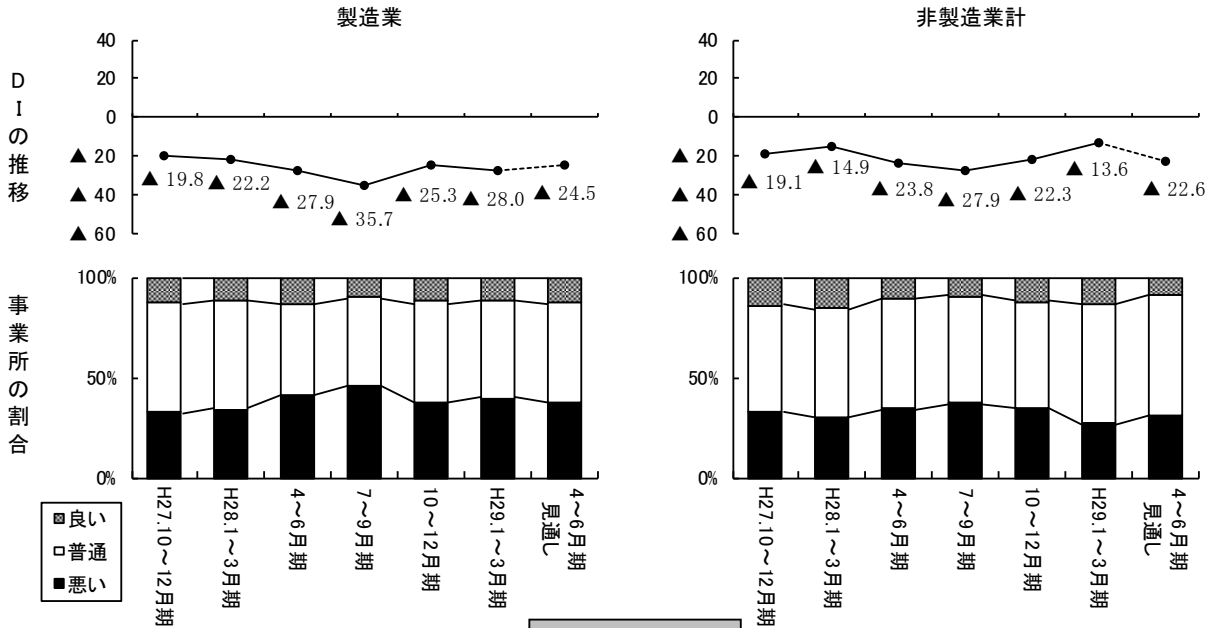 製造業
DIの推移
40
20
0
▲ 20
▲ 40
▲ 60
▲ 19.8
▲ 22.2
▲ 27.9
▲ 35.7
▲ 25.3
▲ 28.0
▲ 24.5
非製造業計
40
20
0
▲ 20
▲ 40
▲ 60
▲ 19.1
▲ 14.9
▲ 23.8
▲ 27.9
▲ 22.3
▲ 13.6
▲ 22.6
事業所の割合
100%
50%
0%
H27.10～12月期
H28.1～3月期
4～6月期
7～9月期
10～12月期
H29.1～3月期
4～6月期
見通し
100%
50%
0%
H27.10～12月期
H28.1～3月期
4～6月期
7～9月期
10～12月期
H29.1～3月期
4～6月期
見通し
良い
普通
悪い